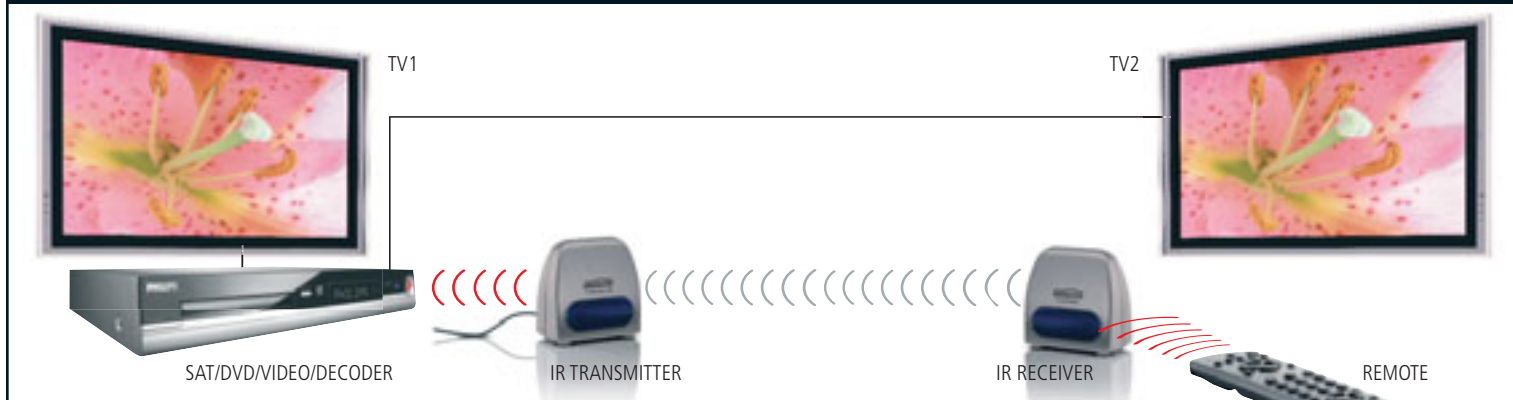 TV1
TV2
SAT/DVD/VIDEO/DECODER
IR TRANSMITTER
IR RECEIVER
REMOTE